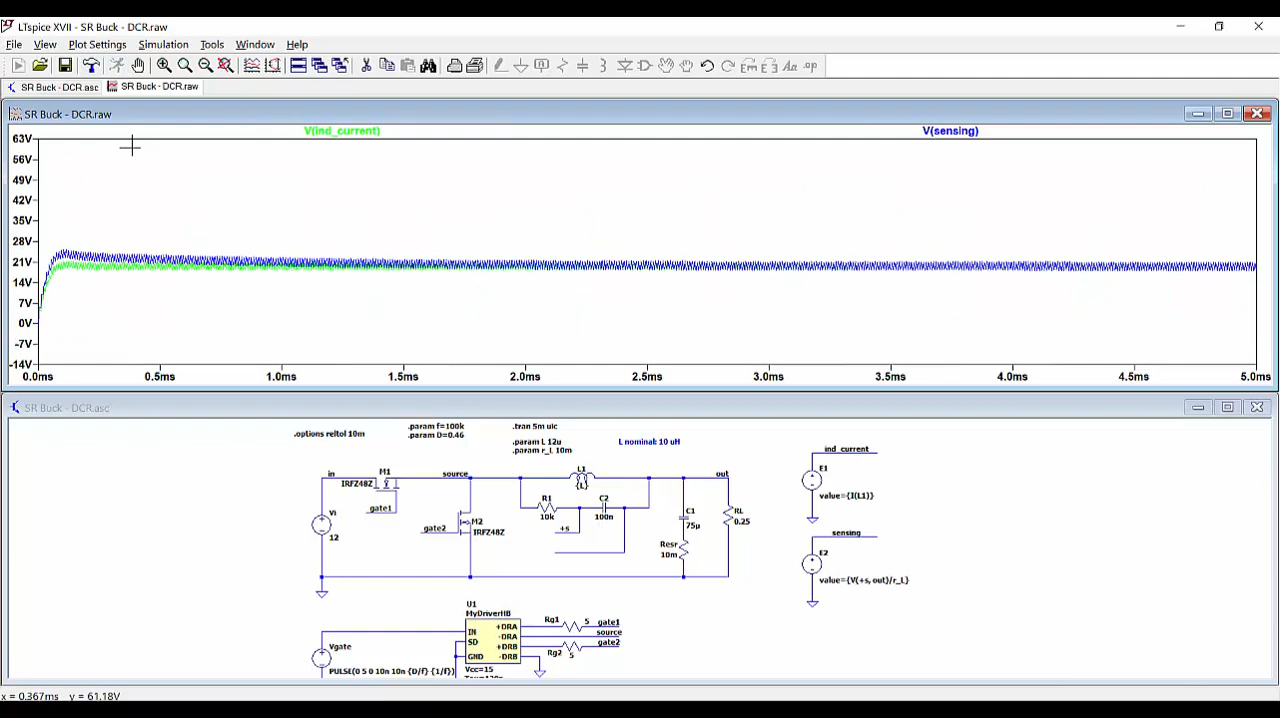 LTspice XVII - SR Buck - DCR.raw
File View Plot Settings Simulation Tools Window Help
SR Buck - DCR.asc SR Buck - DCR.raw
SR Buck - DCR.raw
V(ind_current) V(sensing)
63V
56V
49V
42V
35V
28V
21V
14V
7V
0V
-7V
-14V
0.0ms 0.5ms 1.0ms 1.5ms 2.0ms 2.5ms 3.0ms 3.5ms 4.0ms 4.5ms 5.0ms
SR Buck - DCR.asc
.options reltol 10m
.param f=100k
.param D=0.46
.tran 5m uic
.param L 12u
.param r_L 10m
L nominal: 10 uH
in
M1
IRFZ48Z
gate1
source
L1
{L}
out
R1
10k
C2
100n
+s
Vi
12
gate2
M2
IRFZ48Z
C1
75µ
RL
0.25
Resr
10m
ind_current
E1
value={I(L1)}
sensing
E2
value={V(+s, out)/r_L}
U1
MyDriverHB
IN
SD
GND
+DRA
-DRA
+DRB
-DRB
Rg1 5 gate1
source
gate2
Rg2 5
Vgate
PULSE(0 5 0 10n 10n {D/f} {1/f})
Vcc=15
x = 0.367ms y = 61.18V